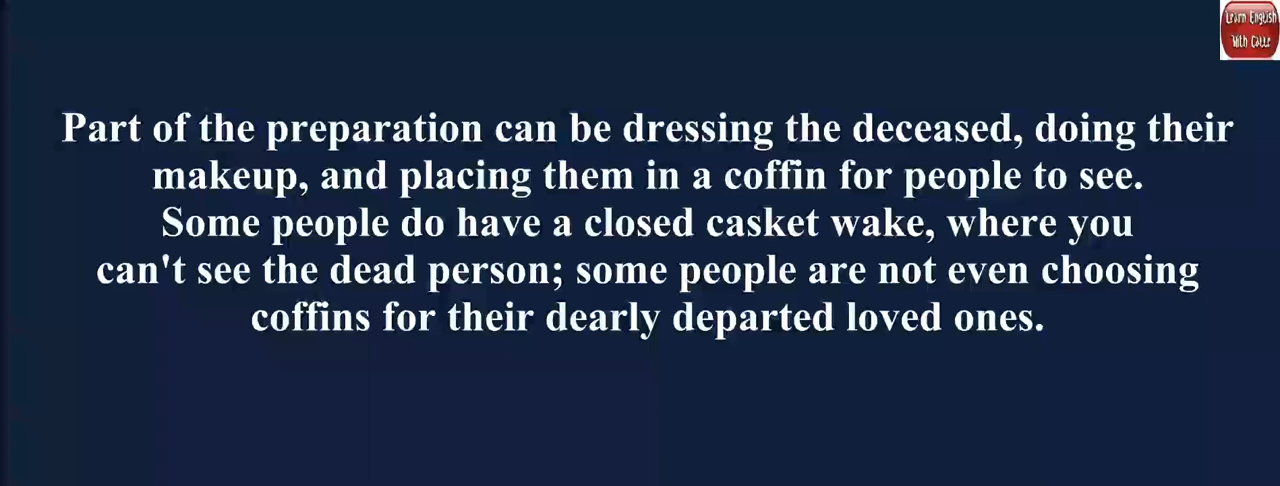 Learn English
With Cattz
Part of the preparation can be dressing the deceased, doing their
makeup, and placing them in a coffin for people to see.
Some people do have a closed casket wake, where you
can't see the dead person; some people are not even choosing
coffins for their dearly departed loved ones.